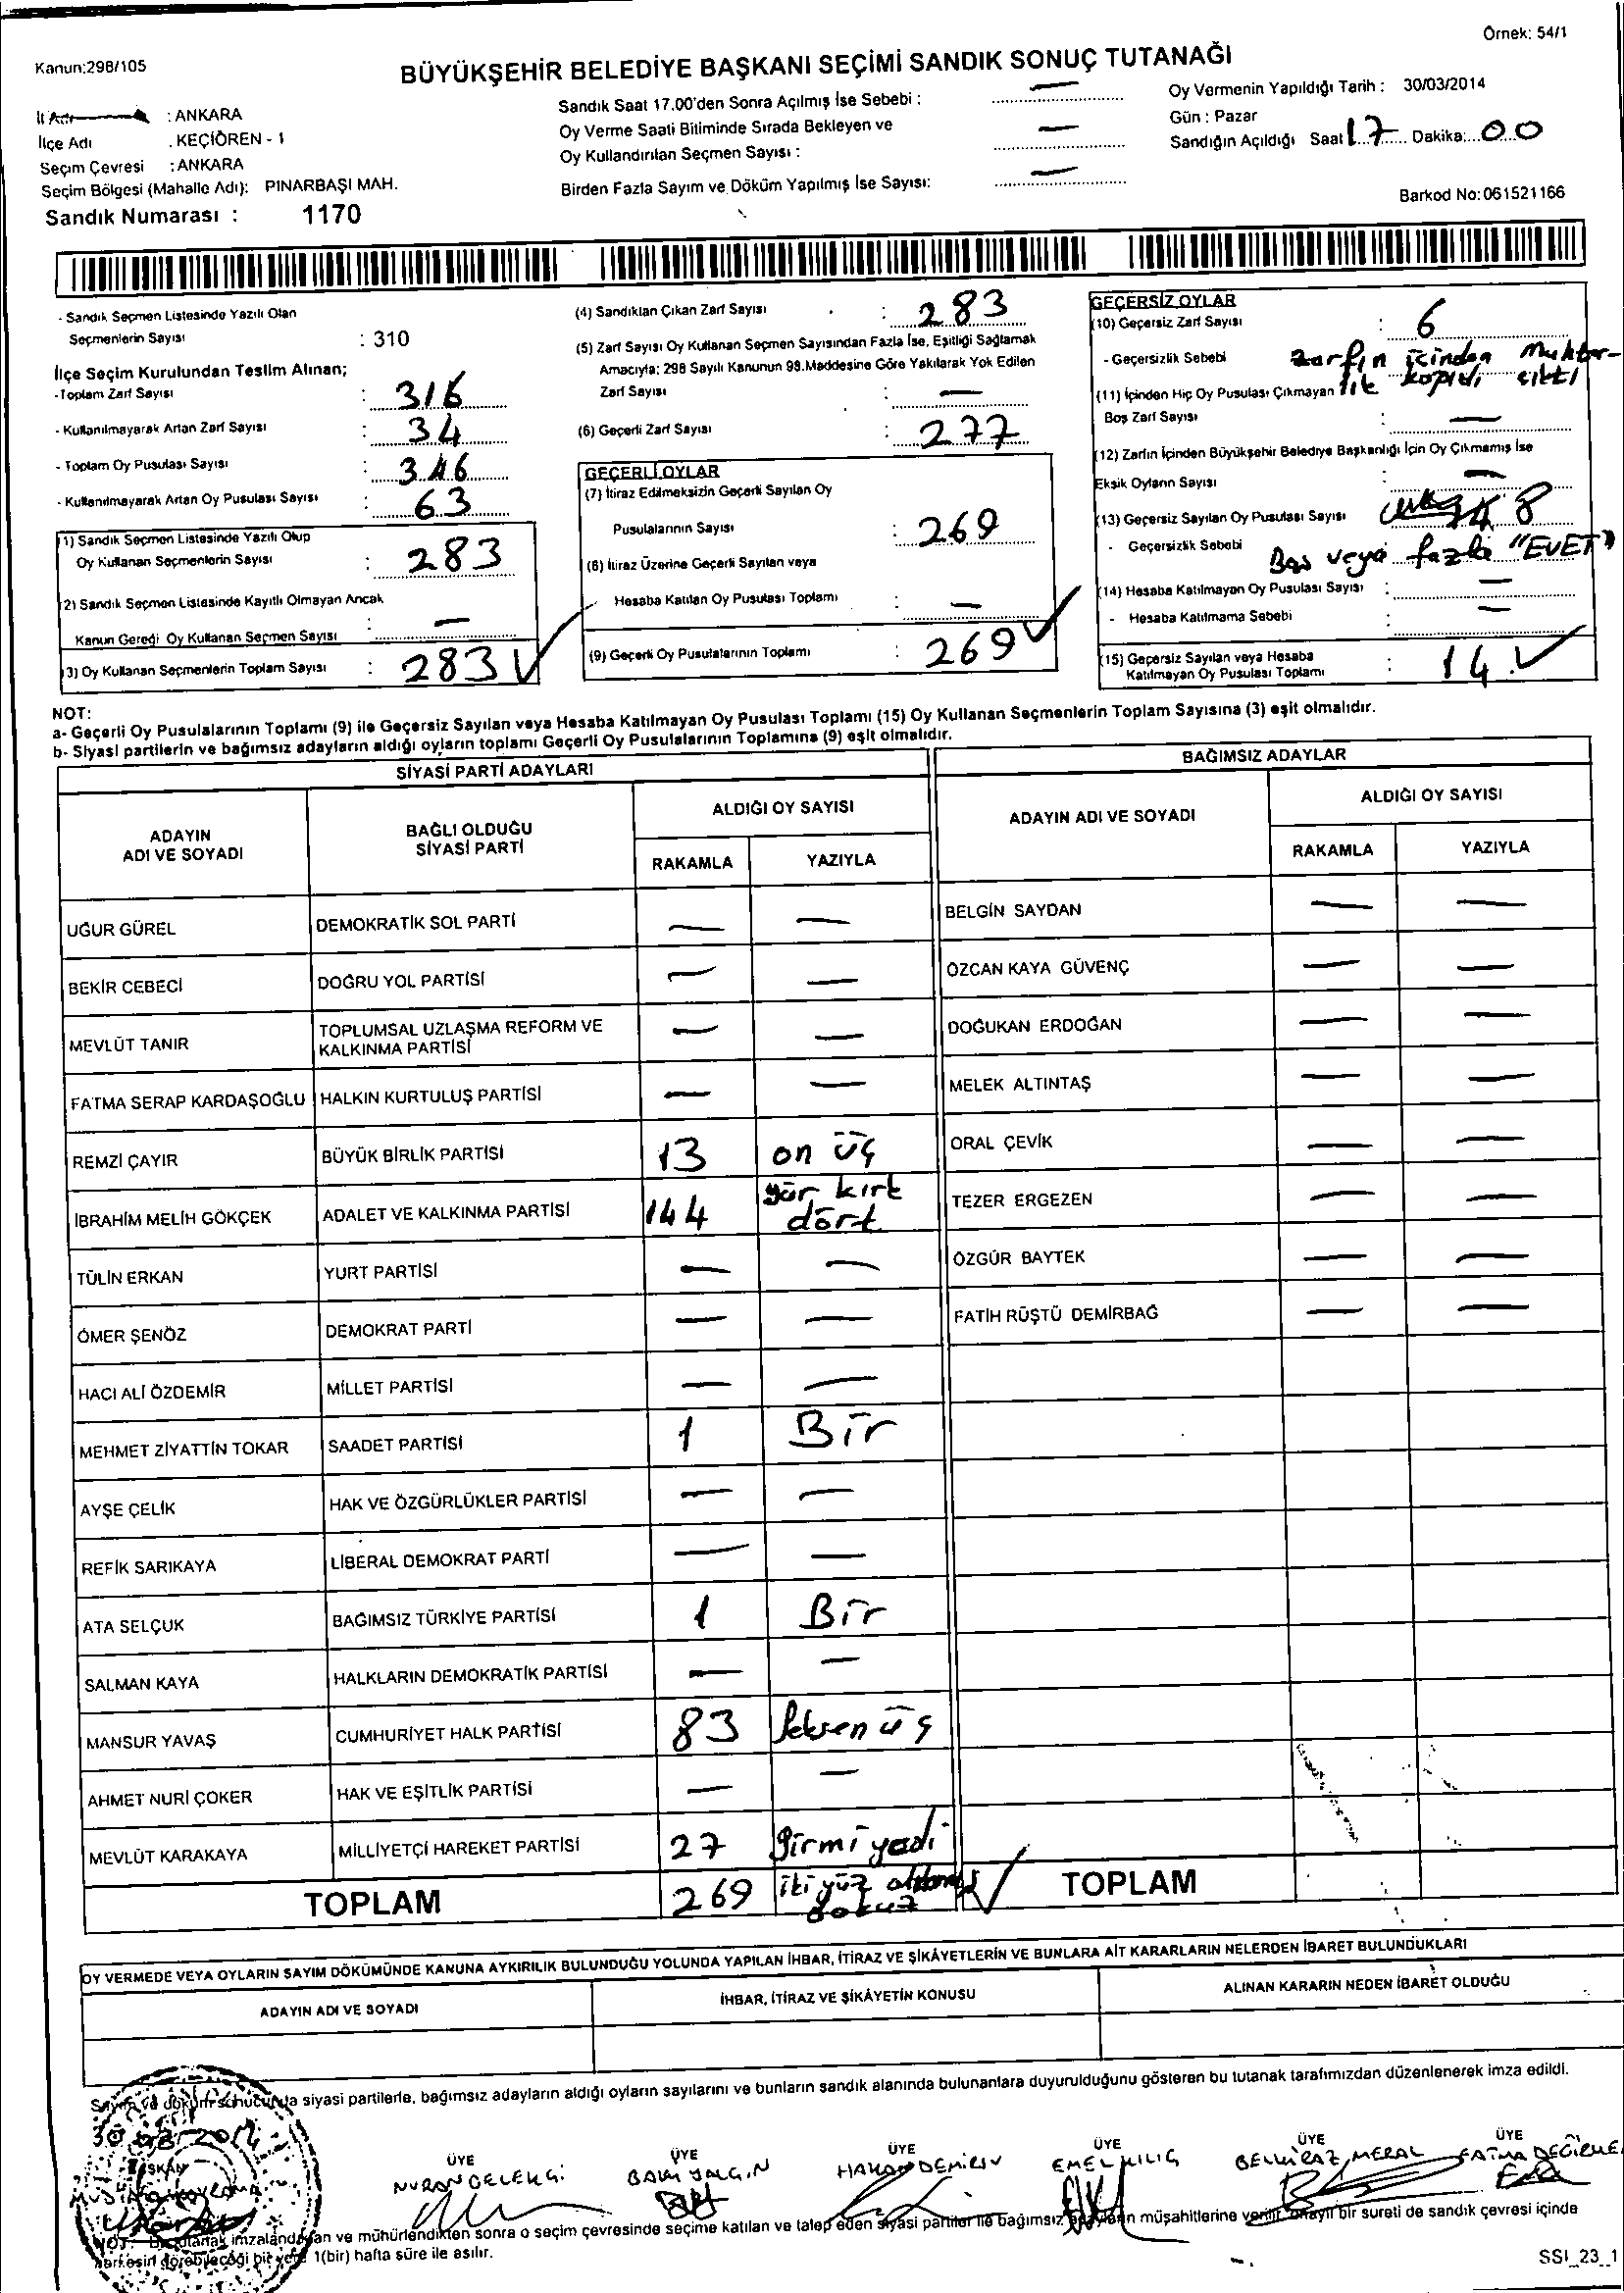 Örnek: 54/1
Kanun:298/105
BÜYÜKŞEHİR BELEDİYE BAŞKANI SEÇİMİ SANDIK SONUÇ TUTANAĞI
İl Adı : ANKARA
İlçe Adı : KEÇİÖREN - 1
Seçim Çevresi : ANKARA
Seçim Bölgesi (Mahalle Adı): PINARBAŞI MAH.
Sandık Numarası : 1170
Sandık Saat 17.00'den Sonra Açılmış İse Sebebi : —
Oy Verme Saati Bitiminde Sırada Bekleyen ve
Oy Kullandırılan Seçmen Sayısı : —
Birden Fazla Sayım ve Döküm Yapılmış İse Sayısı: —
Oy Vermenin Yapıldığı Tarih : 30/03/2014
Gün : Pazar
Sandığın Açıldığı Saat 17 Dakika: 00
Barkod No: 061521166
- Sandık Seçmen Listesinde Yazılı Olan
Seçmenlerin Sayısı : 310
İlçe Seçim Kurulundan Teslim Alınan;
- Toplam Zarf Sayısı : 316
- Kullanılmayarak Artan Zarf Sayısı : 34
- Toplam Oy Pusulası Sayısı : 346
- Kullanılmayarak Artan Oy Pusulası Sayısı : 63
(1) Sandık Seçmen Listesinde Yazılı Olup
Oy Kullanan Seçmenlerin Sayısı : 283
(2) Sandık Seçmen Listesinde Kayıtlı Olmayan Ancak
Kanun Gereği Oy Kullanan Seçmen Sayısı : —
(3) Oy Kullanan Seçmenlerin Toplam Sayısı : 283
(4) Sandıktan Çıkan Zarf Sayısı : 283
(5) Zarf Sayısı Oy Kullanan Seçmen Sayısından Fazla İse, Eşitliği Sağlamak
Amacıyla; 298 Sayılı Kanunun 98.Maddesine Göre Yakılarak Yok Edilen
Zarf Sayısı : —
(6) Geçerli Zarf Sayısı : 277
GEÇERLİ OYLAR
(7) İtiraz Edilmeksizin Geçerli Sayılan Oy
Pusulalarının Sayısı : 269
(8) İtiraz Üzerine Geçerli Sayılan veya
Hesaba Katılan Oy Pusulası Toplamı : —
(9) Geçerli Oy Pusulalarının Toplamı : 269
GEÇERSİZ OYLAR
(10) Geçersiz Zarf Sayısı : 6
- Geçersizlik Sebebi zarfın içinden Muhtar-
lık kopidi çıktı
(11) İçinden Hiç Oy Pusulası Çıkmayan
Boş Zarf Sayısı : —
(12) Zarfın İçinden Büyükşehir Belediye Başkanlığı İçin Oy Çıkmamış İse
Eksik Oyların Sayısı —
(13) Geçersiz Sayılan Oy Pusulası Sayısı 8
- Geçersizlik Sebebi Boş veya fazla "EVET"
(14) Hesaba Katılmayan Oy Pusulası Sayısı : —
- Hesaba Katılmama Sebebi : —
(15) Geçersiz Sayılan veya Hesaba
Katılmayan Oy Pusulası Toplamı : 14
NOT:
a- Geçerli Oy Pusulalarının Toplamı (9) ile Geçersiz Sayılan veya Hesaba Katılmayan Oy Pusulası Toplamı (15) Oy Kullanan Seçmenlerin Toplam Sayısına (3) eşit olmalıdır.
b- Siyasi partilerin ve bağımsız adayların aldığı oyların toplamı Geçerli Oy Pusulalarının Toplamına (9) eşit olmalıdır.
SİYASİ PARTİ ADAYLARI
ADAYIN
ADI VE SOYADI
BAĞLI OLDUĞU
SİYASİ PARTİ
ALDIĞI OY SAYISI
RAKAMLA YAZIYLA
UĞUR GÜREL DEMOKRATİK SOL PARTİ — —
BEKİR CEBECİ DOĞRU YOL PARTİSİ — —
MEVLÜT TANIR TOPLUMSAL UZLAŞMA REFORM VE
KALKINMA PARTİSİ — —
FATMA SERAP KARDAŞOĞLU HALKIN KURTULUŞ PARTİSİ — —
REMZİ ÇAYIR BÜYÜK BİRLİK PARTİSİ 13 on üç
İBRAHİM MELİH GÖKÇEK ADALET VE KALKINMA PARTİSİ 144 yüz kırk
dört
TÜLİN ERKAN YURT PARTİSİ — —
ÖMER ŞENÖZ DEMOKRAT PARTİ — —
HACI ALİ ÖZDEMİR MİLLET PARTİSİ — —
MEHMET ZİYATTİN TOKAR SAADET PARTİSİ 1 Bir
AYŞE ÇELİK HAK VE ÖZGÜRLÜKLER PARTİSİ — —
REFİK SARIKAYA LİBERAL DEMOKRAT PARTİ — —
ATA SELÇUK BAĞIMSIZ TÜRKİYE PARTİSİ 1 Bir
SALMAN KAYA HALKLARIN DEMOKRATİK PARTİSİ — —
MANSUR YAVAŞ CUMHURİYET HALK PARTİSİ 83 Seksen üç
AHMET NURİ ÇOKER HAK VE EŞİTLİK PARTİSİ — —
MEVLÜT KARAKAYA MİLLİYETÇİ HAREKET PARTİSİ 27 yirmi yedi
TOPLAM 269 iki yüz altmış
dokuz
BAĞIMSIZ ADAYLAR
ADAYIN ADI VE SOYADI
ALDIĞI OY SAYISI
RAKAMLA YAZIYLA
BELGİN SAYDAN — —
ÖZCAN KAYA GÜVENÇ — —
DOĞUKAN ERDOĞAN — —
MELEK ALTINTAŞ — —
ORAL ÇEVİK — —
TEZER ERGEZEN — —
ÖZGÜR BAYTEK — —
FATİH RÜŞTÜ DEMİRBAĞ — —
TOPLAM
OY VERMEDE VEYA OYLARIN SAYIM DÖKÜMÜNDE KANUNA AYKIRILIK BULUNDUĞU YOLUNDA YAPILAN İHBAR, İTİRAZ VE ŞİKÂYETLERİN VE BUNLARA AİT KARARLARIN NELERDEN İBARET BULUNDUKLARI
ADAYIN ADI VE SOYADI
İHBAR, İTİRAZ VE ŞİKÂYETİN KONUSU
ALINAN KARARIN NEDEN İBARET OLDUĞU
Sayım ve döküm sonucunda siyasi partilerle, bağımsız adayların aldığı oyların sayılarını ve bunların sandık alanında bulunanlara duyurulduğunu gösteren bu tutanak tarafımızdan düzenlenerek imza edildi.
30 03 2014
BAŞKAN
ÜYE ÜYE ÜYE ÜYE ÜYE ÜYE
NURAN HAKAN DEMİR EMEL KILIÇ MERAL FATMA
NOT: Bu tutanak imzalandıktan ve mühürlendikten sonra o seçim çevresinde seçime katılan ve talep eden siyasi partiler ile bağımsız adayların müşahitlerine verilir. Onaylı bir sureti de sandık çevresi içinde
herkesin görebileceği bir yere 1(bir) hafta süre ile asılır.
SSI_23_1